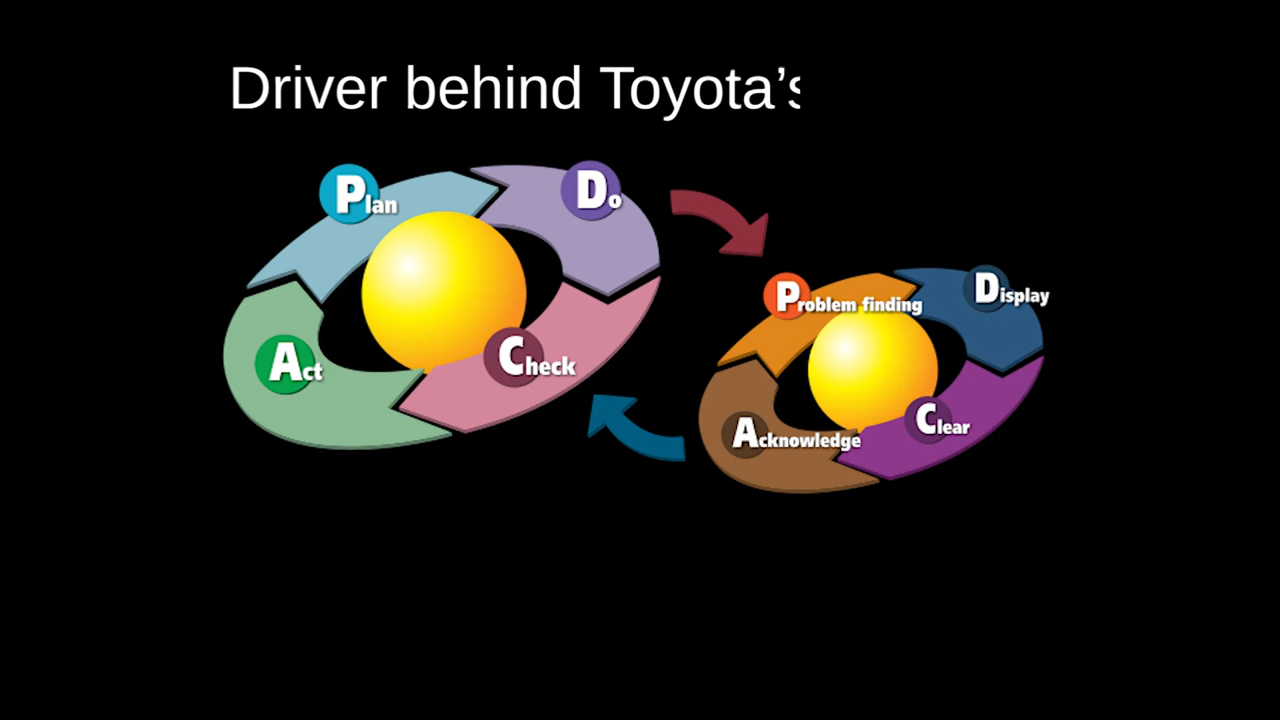 Driver behind Toyota's
Plan
Do
Check
Act
Problem finding
Display
Clear
Acknowledge